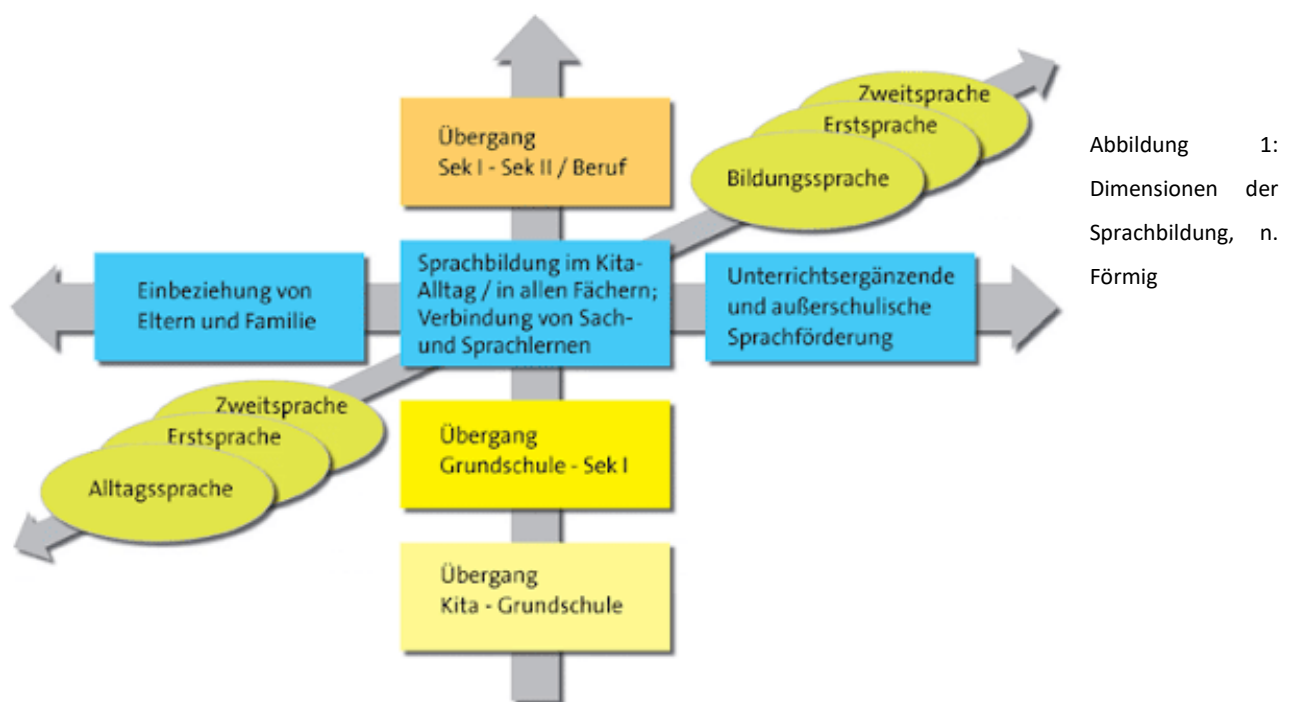 Übergang
Sek I - Sek II / Beruf
Zweitsprache
Erstsprache
Bildungssprache
Einbeziehung von
Eltern und Familie
Sprachbildung im Kita-
Alltag / in allen Fächern;
Verbindung von Sach-
und Sprachlernen
Unterrichtsergänzende
und außerschulische
Sprachförderung
Zweitsprache
Erstsprache
Alltagssprache
Übergang
Grundschule - Sek I
Übergang
Kita - Grundschule
Abbildung 1:
Dimensionen der
Sprachbildung, n.
Förmig